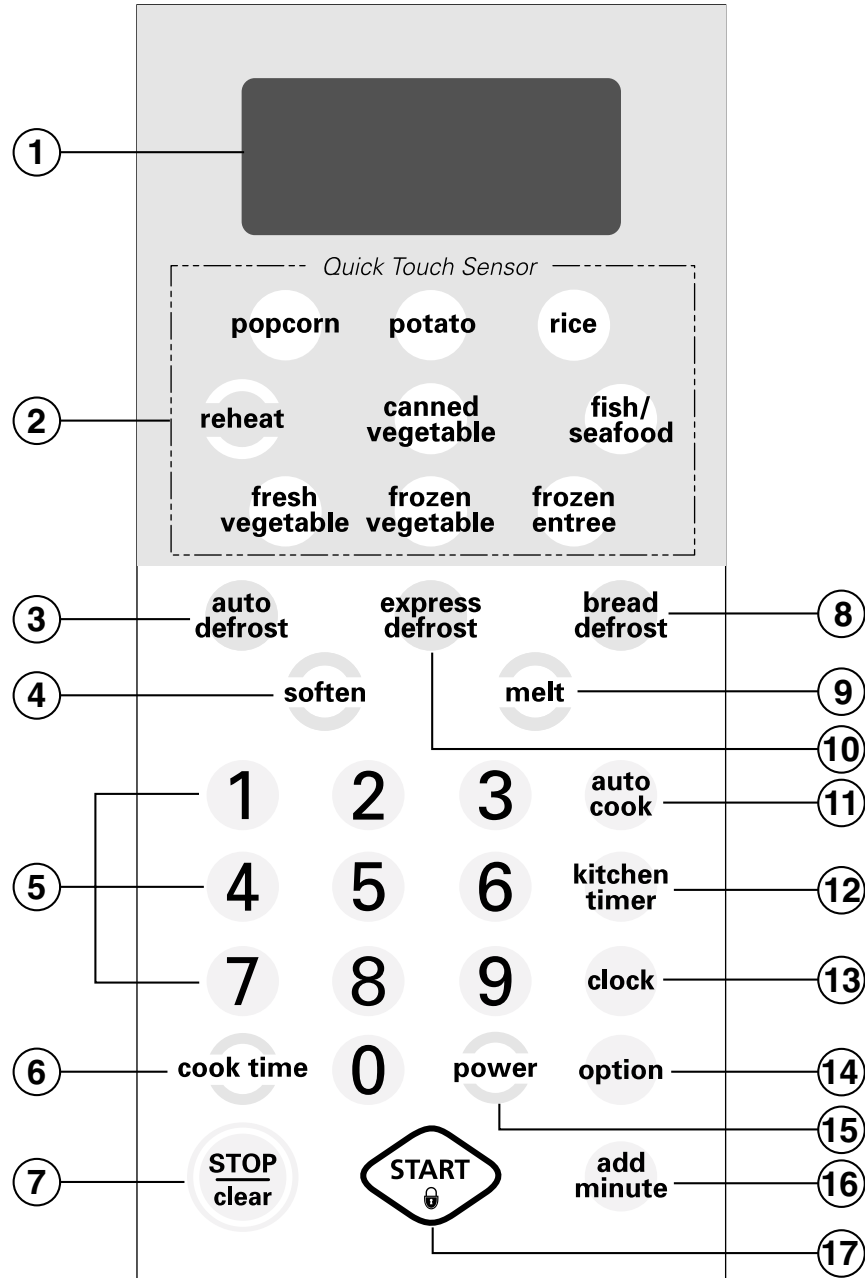 1
Quick Touch Sensor
popcorn potato rice
2
reheat
canned
vegetable
fish/
seafood
fresh
vegetable
frozen
vegetable
frozen
entree
3
auto
defrost
express
defrost
bread
defrost
8
4
soften
melt
9
10
1 2 3
auto
cook
11
5
4 5 6
kitchen
timer
12
7 8 9
clock
13
6
cook time
0
power
option
14
15
7
STOP
clear
START
add
minute
16
17